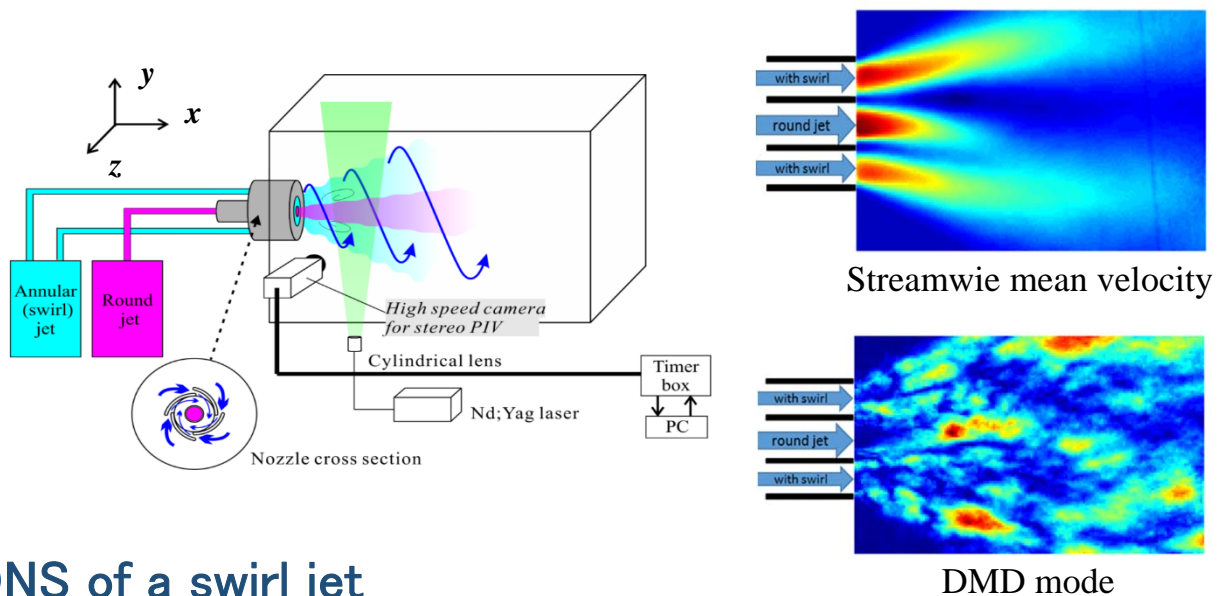 y
x
z
Annular
(swirl)
jet
Round
jet
High speed camera
for stereo PIV
Cylindrical lens
Timer
box
PC
Nd;Yag laser
Nozzle cross section
with swirl
round jet
with swirl
Streamwie mean velocity
with swirl
round jet
with swirl
DMD mode
NS of a swirl jet